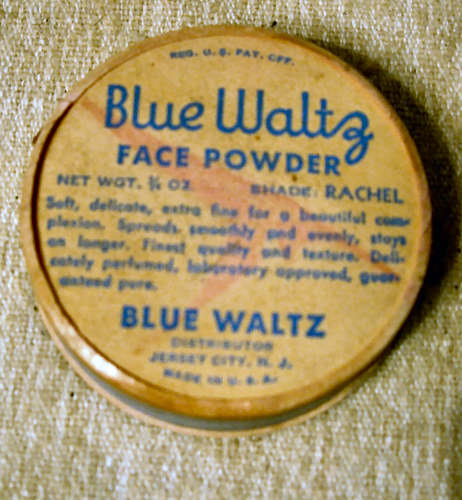 REG. U.S. PAT. OFF.
Blue Waltz
FACE POWDER
NET WGT. ¾ OZ. SHADE: RACHEL
Soft, delicate, extra fine for a beautiful com-
plexion. Spreads smoothly and evenly, stays
on longer. Finest quality and texture. Deli-
cately perfumed, laboratory approved, guar-
anteed pure.
BLUE WALTZ
DISTRIBUTOR
JERSEY CITY, N. J.
MADE IN U.S.A.